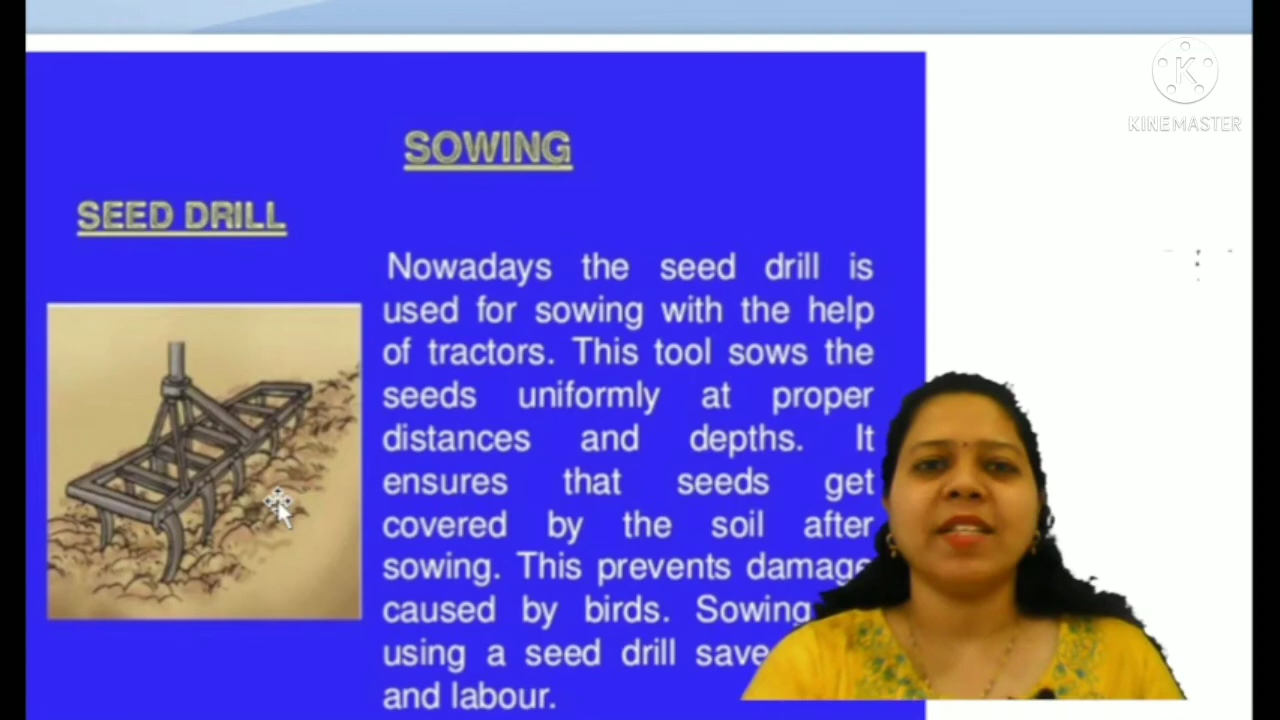 SOWING
SEED DRILL
Nowadays the seed drill is
used for sowing with the help
of tractors. This tool sows the
seeds uniformly at proper
distances and depths. It
ensures that seeds get
covered by the soil after
sowing. This prevents damage
caused by birds. Sowing
using a seed drill save
and labour.
K
KINEMASTER